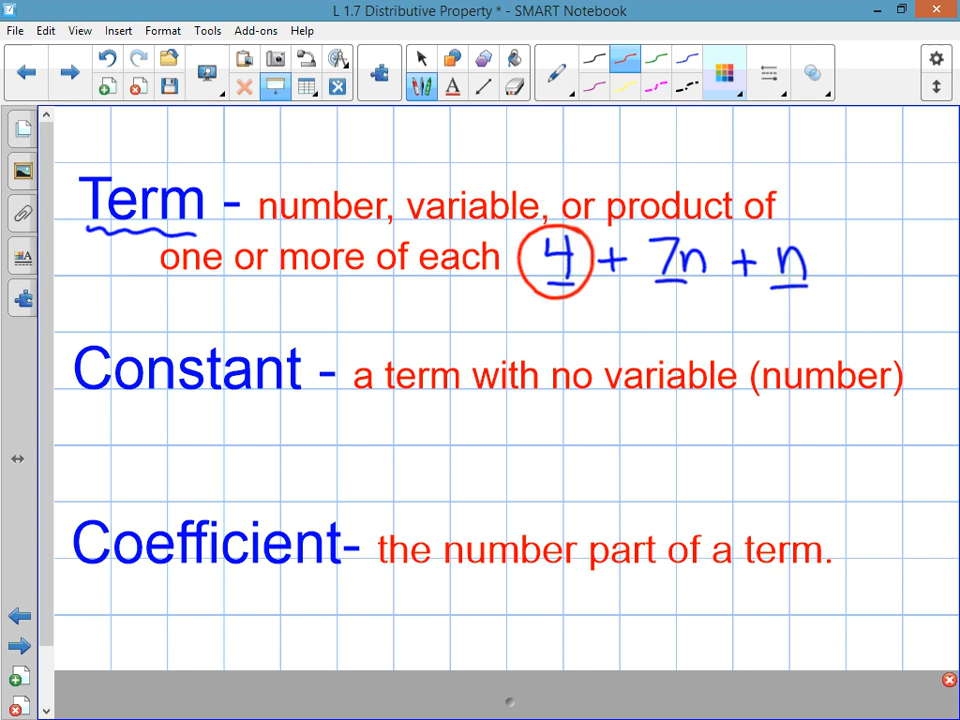 L 1.7 Distributive Property * - SMART Notebook
File Edit View Insert Format Tools Add-ons Help
Term - number, variable, or product of
one or more of each 4 + 7n + n
Constant - a term with no variable (number)
Coefficient- the number part of a term.